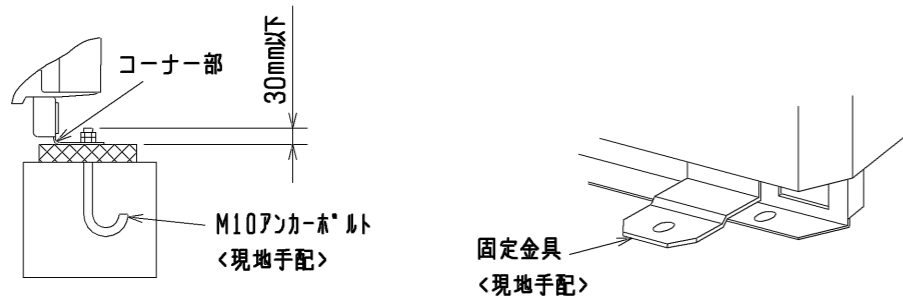 コーナー部
30mm以下
M10アンカーボルト
<現地手配>
固定金具
<現地手配>